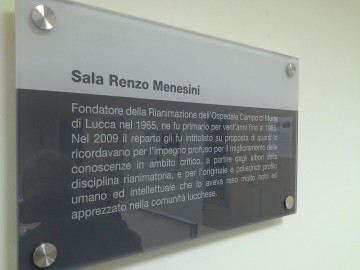 Sala Renzo Menesini
Fondatore della Rianimazione dell'Ospedale Campo di Marte
di Lucca nel 1965, ne fu primario per vent'anni fino al 1985.
Nel 2009 il reparto gli fu intitolato su proposta di quanti lo
ricordavano per l'impegno profuso per il miglioramento delle
conoscenze in ambito critico, a partire dagli albori della
disciplina rianimatoria, e per l'originale e poliedrico profilo
umano ed intellettuale che lo aveva reso molto noto ed
apprezzato nella comunità lucchese.